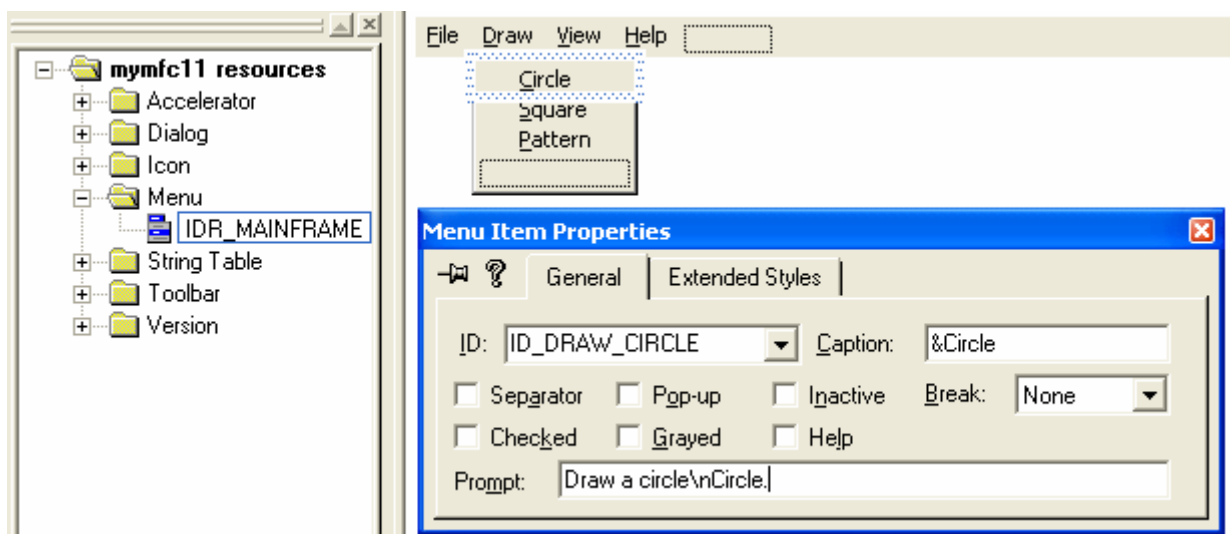 mymfc11 resources
Accelerator
Dialog
Icon
Menu
IDR_MAINFRAME
String Table
Toolbar
Version
File Draw View Help
Circle
Square
Pattern
Menu Item Properties
General Extended Styles
ID: ID_DRAW_CIRCLE Caption: &Circle
Separator Pop-up Inactive Break: None
Checked Grayed Help
Prompt: Draw a circle\nCircle.